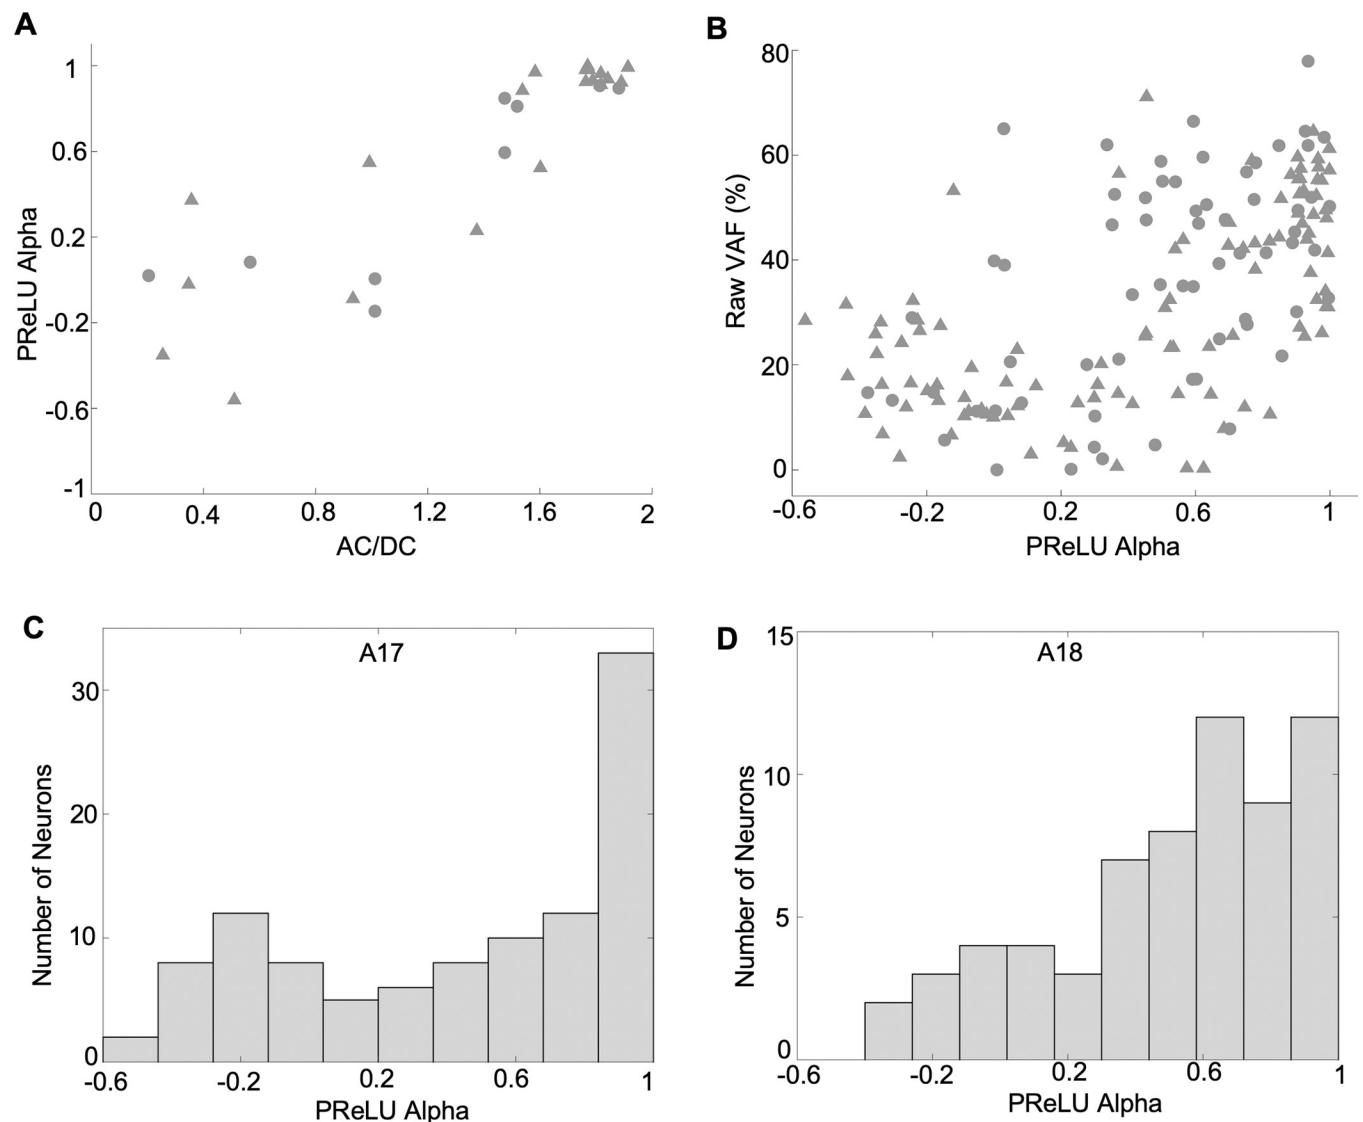 A
1
0.6
0.2
-0.2
-0.6
-1
PReLU Alpha
0 0.4 0.8 1.2 1.6 2
AC/DC
B
80
60
40
20
0
Raw VAF (%)
-0.6 -0.2 0.2 0.6 1
PReLU Alpha
C
A17
30
20
10
0
Number of Neurons
-0.6 -0.2 0.2 0.6 1
PReLU Alpha
D
A18
15
10
5
0
Number of Neurons
-0.6 -0.2 0.2 0.6 1
PReLU Alpha